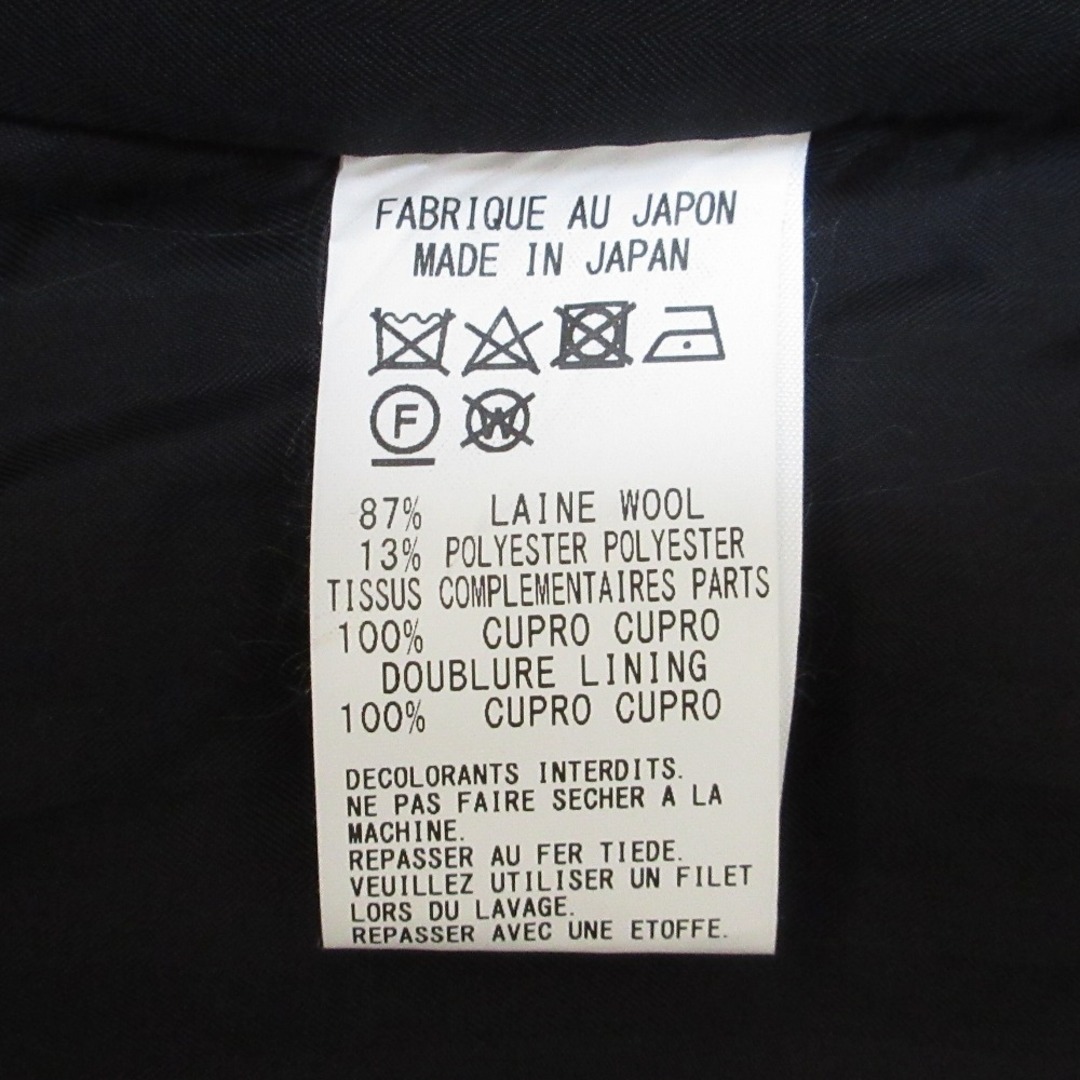 FABRIQUE AU JAPON
MADE IN JAPAN
F W
87% LAINE WOOL
13% POLYESTER POLYESTER
TISSUS COMPLEMENTAIRES PARTS
100% CUPRO CUPRO
DOUBLURE LINING
100% CUPRO CUPRO
DECOLORANTS INTERDITS.
NE PAS FAIRE SECHER A LA
MACHINE.
REPASSER AU FER TIEDE.
VEUILLEZ UTILISER UN FILET
LORS DU LAVAGE.
REPASSER AVEC UNE ETOFFE.